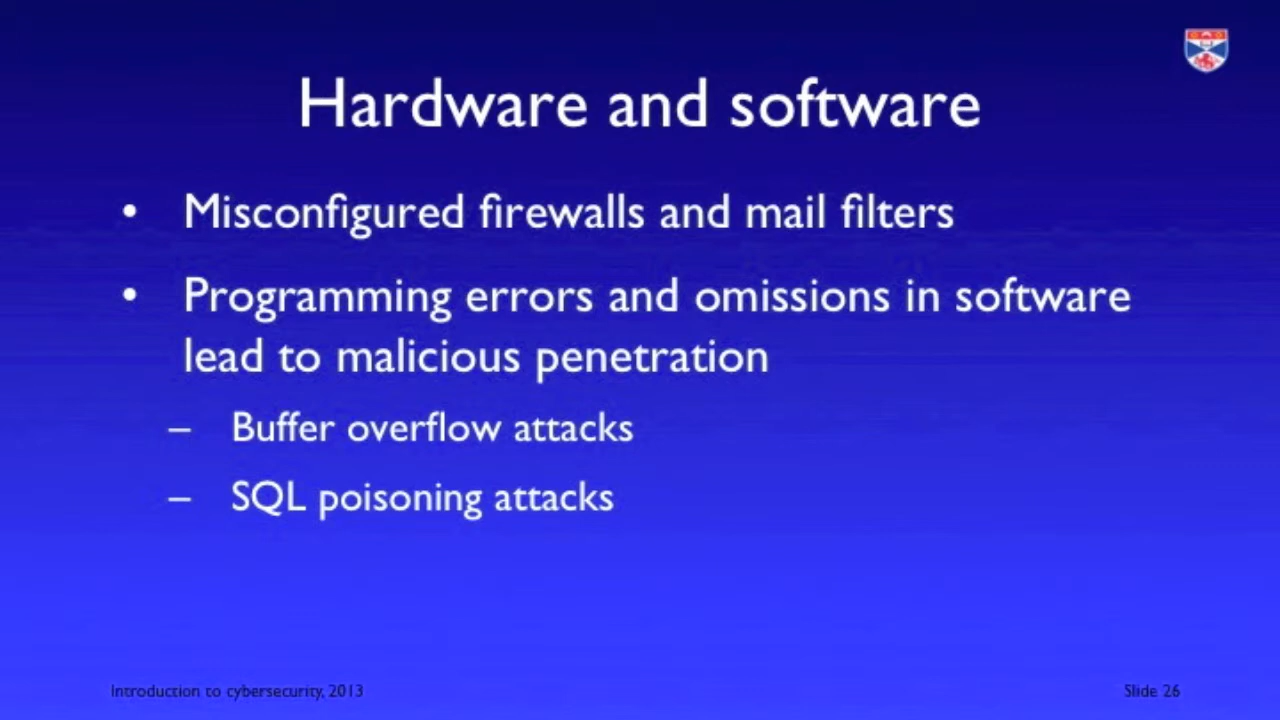 Hardware and software
• Misconfigured firewalls and mail filters
• Programming errors and omissions in software
lead to malicious penetration
– Buffer overflow attacks
– SQL poisoning attacks
Introduction to cybersecurity, 2013
Slide 26